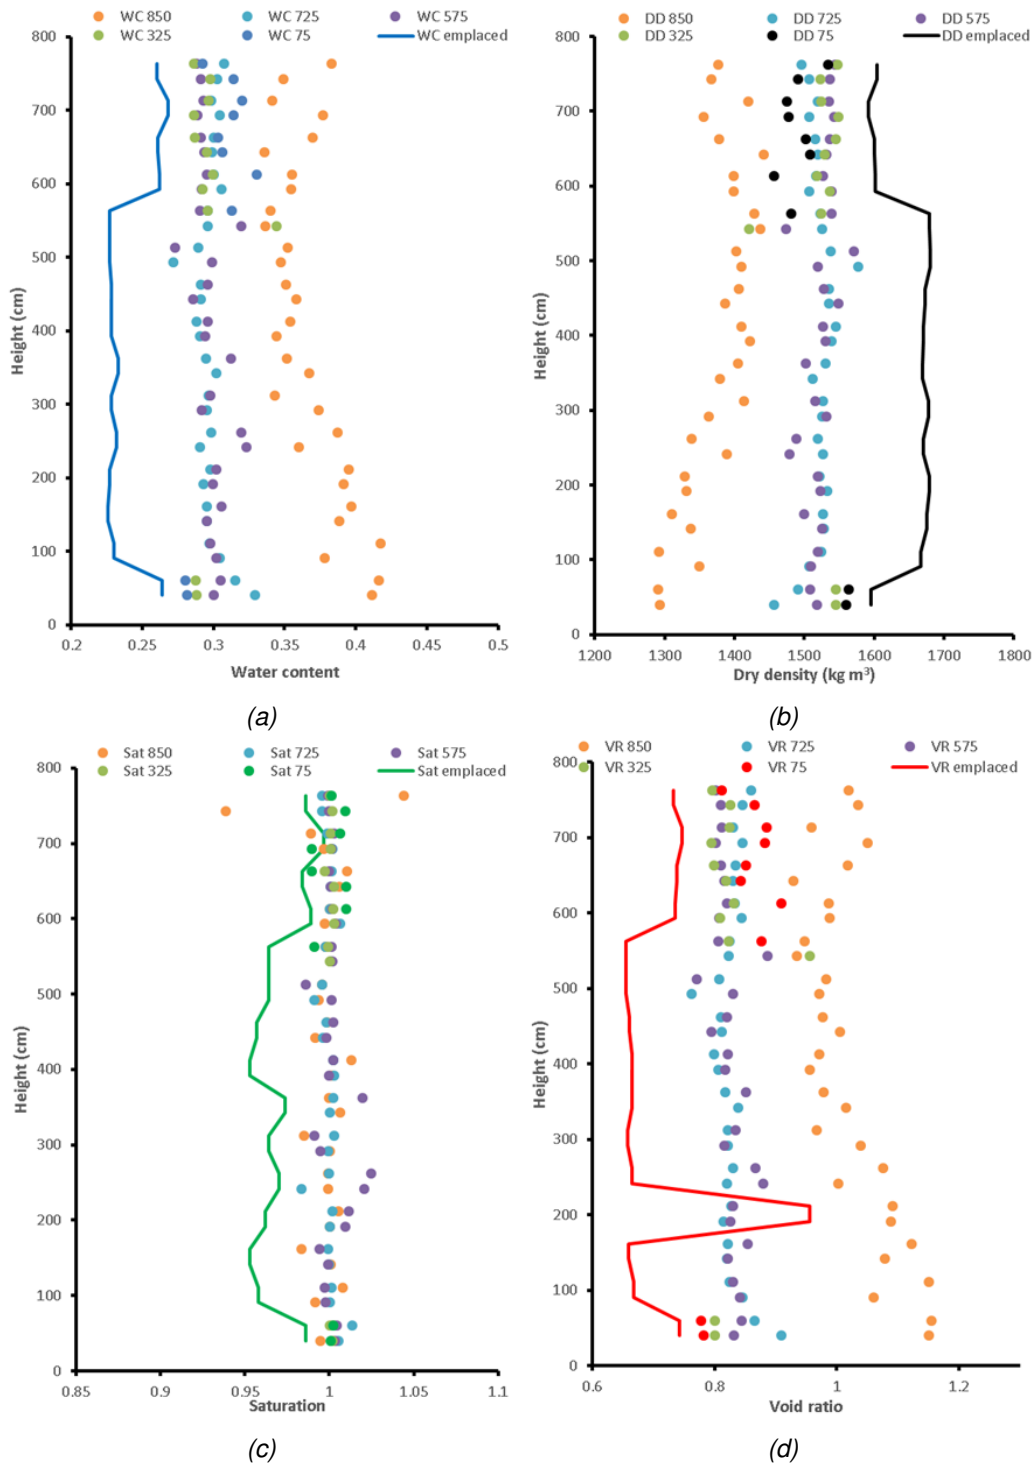 WC 850 WC 725 WC 575
WC 325 WC 75 WC emplaced
800
700
600
500
400
300
200
100
0
Height (cm)
0.2 0.25 0.3 0.35 0.4 0.45 0.5
Water content
(a)
DD 850 DD 725 DD 575
DD 325 DD 75 DD emplaced
800
700
600
500
400
300
200
100
0
Height (cm)
1200 1300 1400 1500 1600 1700 1800
Dry density (kg m³)
(b)
Sat 850 Sat 725 Sat 575
Sat 325 Sat 75 Sat emplaced
800
700
600
500
400
300
200
100
0
Height (cm)
0.85 0.9 0.95 1 1.05 1.1
Saturation
(c)
VR 850 VR 725 VR 575
VR 325 VR 75 VR emplaced
800
700
600
500
400
300
200
100
0
Height (cm)
0.6 0.8 1 1.2
Void ratio
(d)